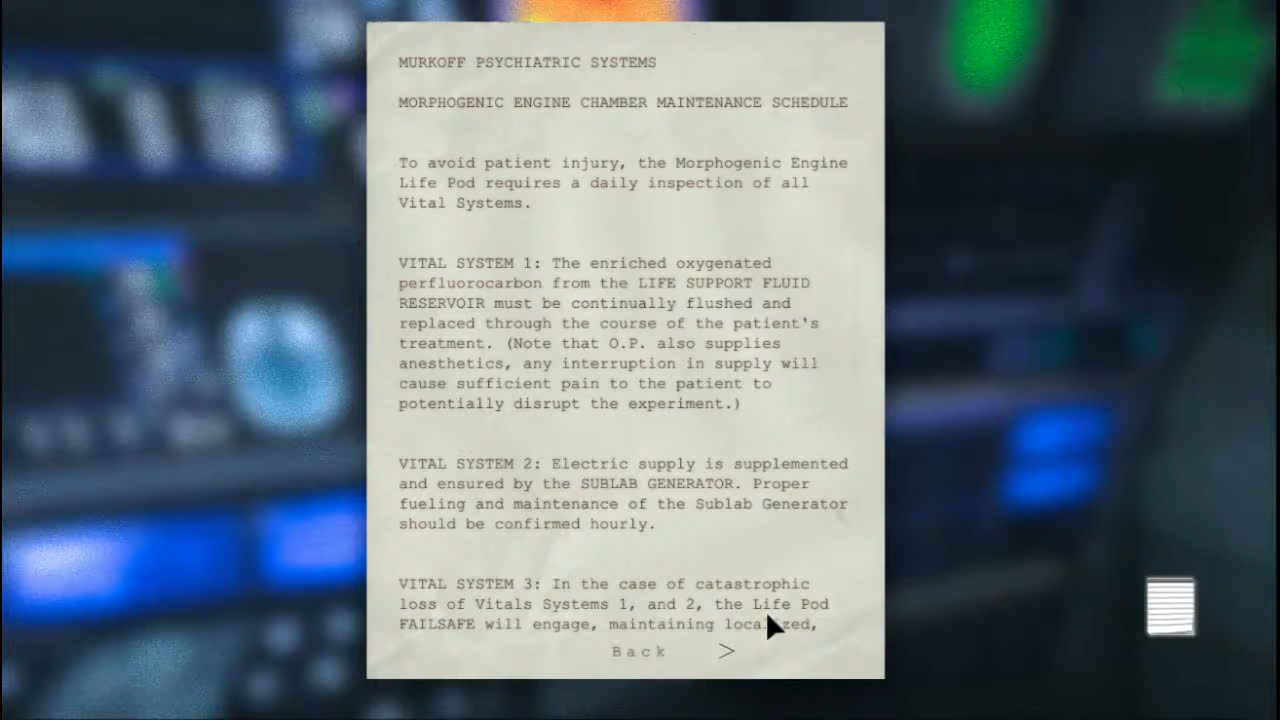 MURKOFF PSYCHIATRIC SYSTEMS
MORPHOGENIC ENGINE CHAMBER MAINTENANCE SCHEDULE
To avoid patient injury, the Morphogenic Engine
Life Pod requires a daily inspection of all
Vital Systems.
VITAL SYSTEM 1: The enriched oxygenated
perfluorocarbon from the LIFE SUPPORT FLUID
RESERVOIR must be continually flushed and
replaced through the course of the patient's
treatment. (Note that O.P. also supplies
anesthetics, any interruption in supply will
cause sufficient pain to the patient to
potentially disrupt the experiment.)
VITAL SYSTEM 2: Electric supply is supplemented
and ensured by the SUBLAB GENERATOR. Proper
fueling and maintenance of the Sublab Generator
should be confirmed hourly.
VITAL SYSTEM 3: In the case of catastrophic
loss of Vitals Systems 1, and 2, the Life Pod
FAILSAFE will engage, maintaining localized,
Back >